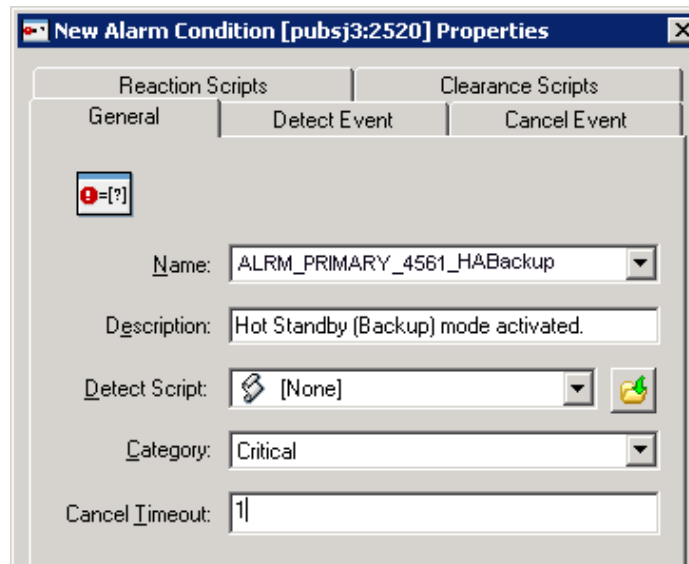 New Alarm Condition [pubsj3:2520] Properties
Reaction Scripts Clearance Scripts
General Detect Event Cancel Event
=[?]
Name: ALRM_PRIMARY_4561_HABackup
Description: Hot Standby (Backup) mode activated.
Detect Script: [None]
Category: Critical
Cancel Timeout: 1